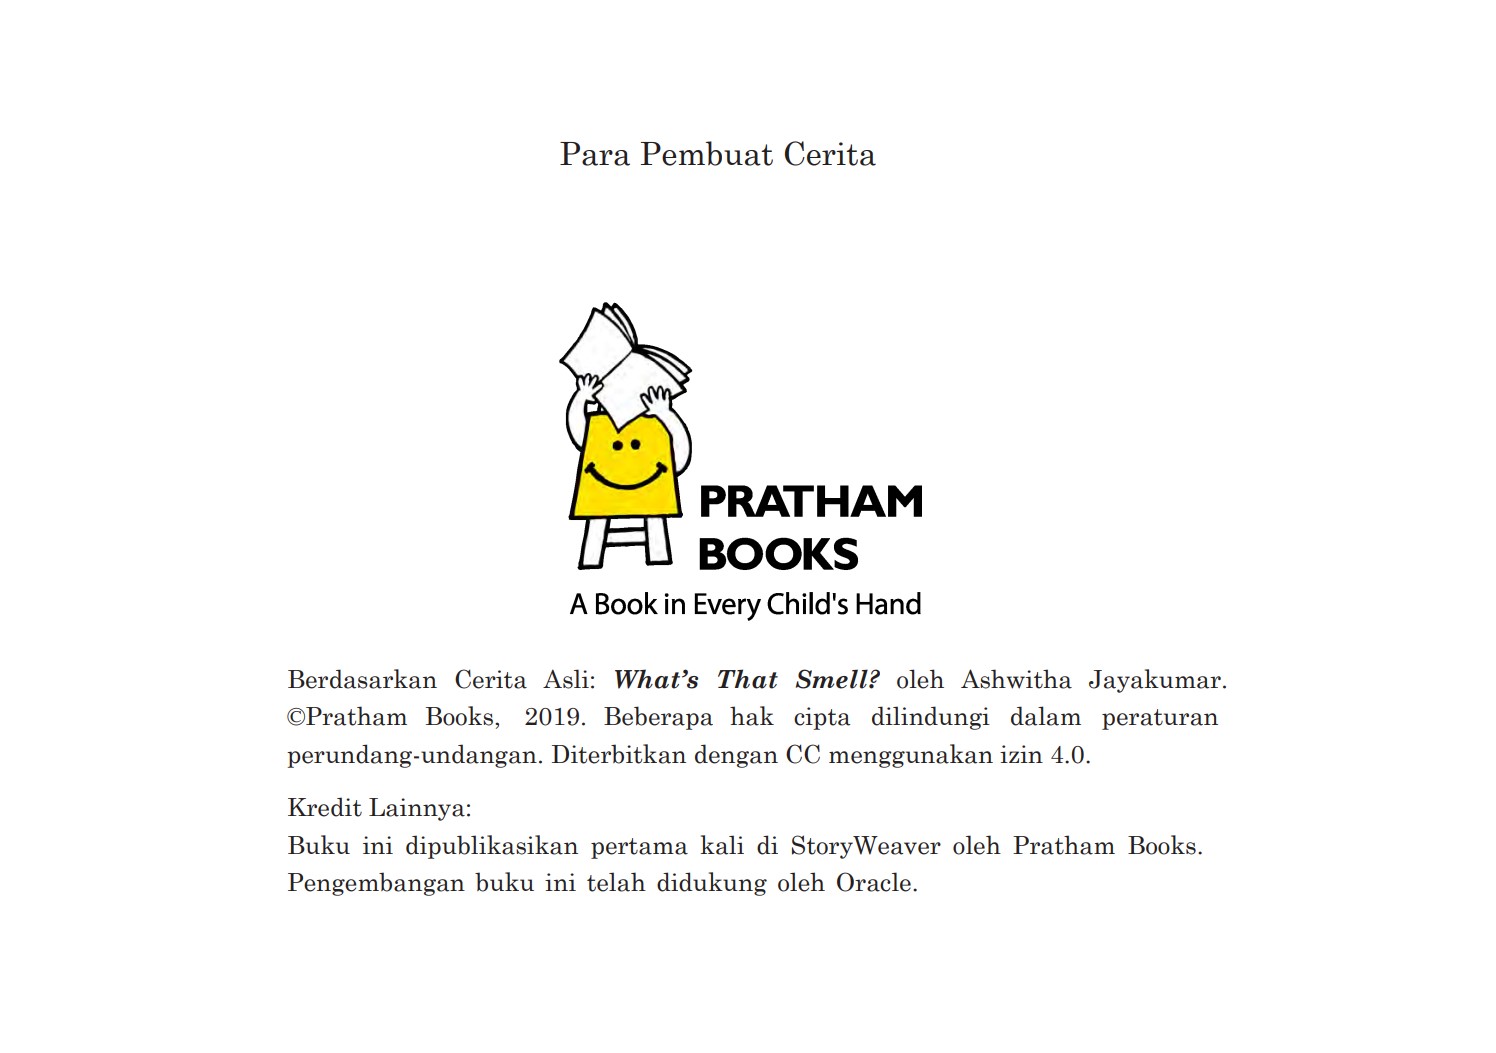 Para Pembuat Cerita
PRATHAM
BOOKS
A Book in Every Child's Hand
Berdasarkan Cerita Asli: What’s That Smell? oleh Ashwitha Jayakumar.
©Pratham Books, 2019. Beberapa hak cipta dilindungi dalam peraturan
perundang-undangan. Diterbitkan dengan CC menggunakan izin 4.0.
Kredit Lainnya:
Buku ini dipublikasikan pertama kali di StoryWeaver oleh Pratham Books.
Pengembangan buku ini telah didukung oleh Oracle.